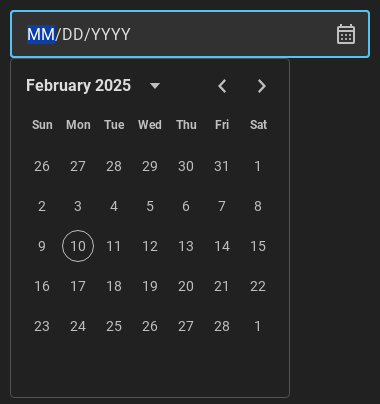 MM/DD/YYYY
February 2025
Sun Mon Tue Wed Thu Fri Sat
26 27 28 29 30 31 1
2 3 4 5 6 7 8
9 10 11 12 13 14 15
16 17 18 19 20 21 22
23 24 25 26 27 28 1